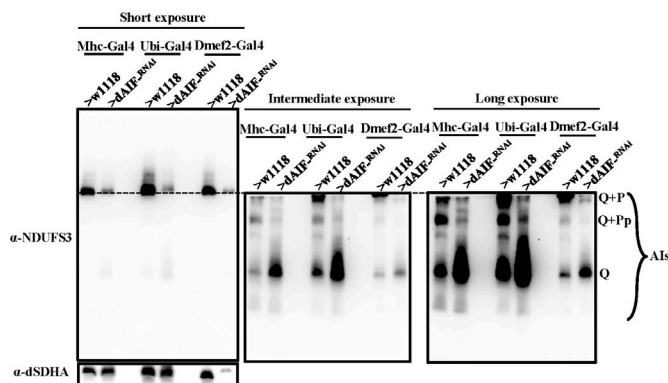 Short exposure
Mhc-Gal4 Ubi-Gal4 Dmef2-Gal4
>w1118 >dAIF-RNAi >w1118 >dAIF-RNAi >w1118 >dAIF-RNAi
Intermediate exposure Long exposure
Mhc-Gal4 Ubi-Gal4 Dmef2-Gal4 Mhc-Gal4 Ubi-Gal4 Dmef2-Gal4
>w1118 >dAIF-RNAi >w1118 >dAIF-RNAi >w1118 >dAIF-RNAi >w1118 >dAIF-RNAi >w1118 >dAIF-RNAi >w1118 >dAIF-RNAi
Q+P
Q+Pp
α-NDUFS3
AIs
Q
α-dSDHA